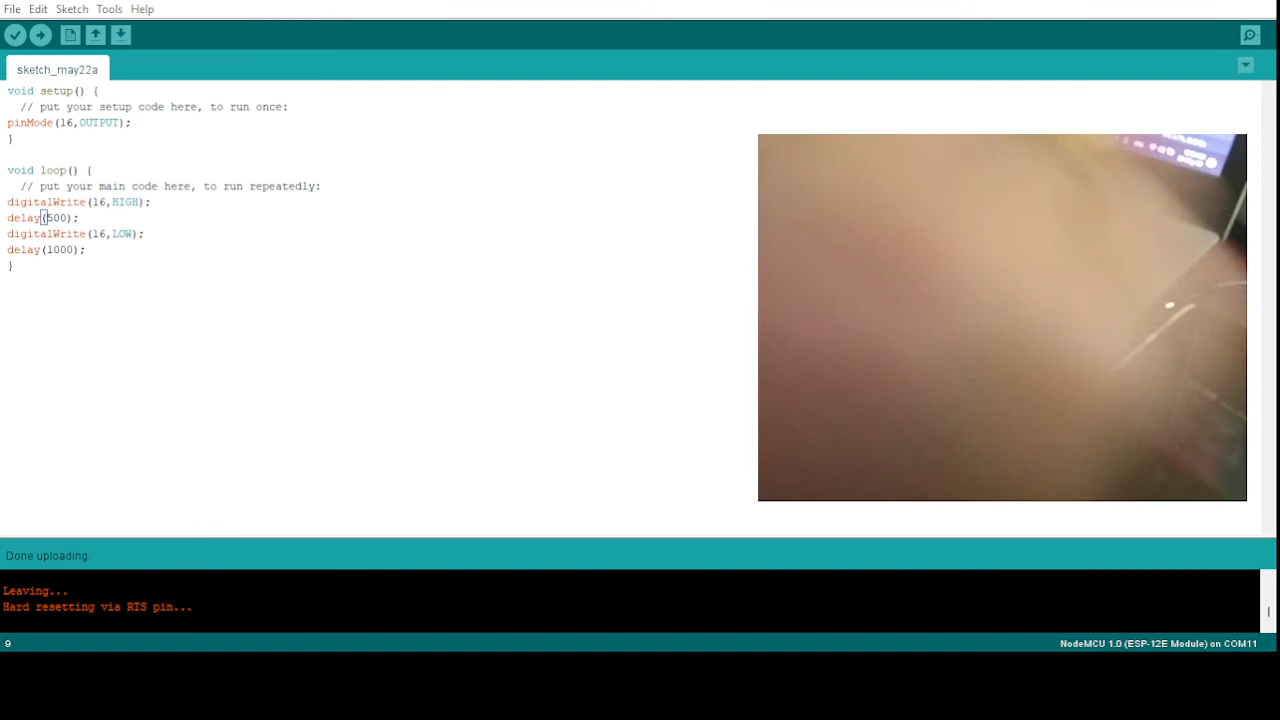 File Edit Sketch Tools Help
sketch_may22a
void setup() {
// put your setup code here, to run once:
pinMode(16,OUTPUT);
}
void loop() {
// put your main code here, to run repeatedly:
digitalWrite(16,HIGH);
delay(500);
digitalWrite(16,LOW);
delay(1000);
}
Done uploading.
Leaving...
Hard resetting via RTS pin...
9
NodeMCU 1.0 (ESP-12E Module) on COM11